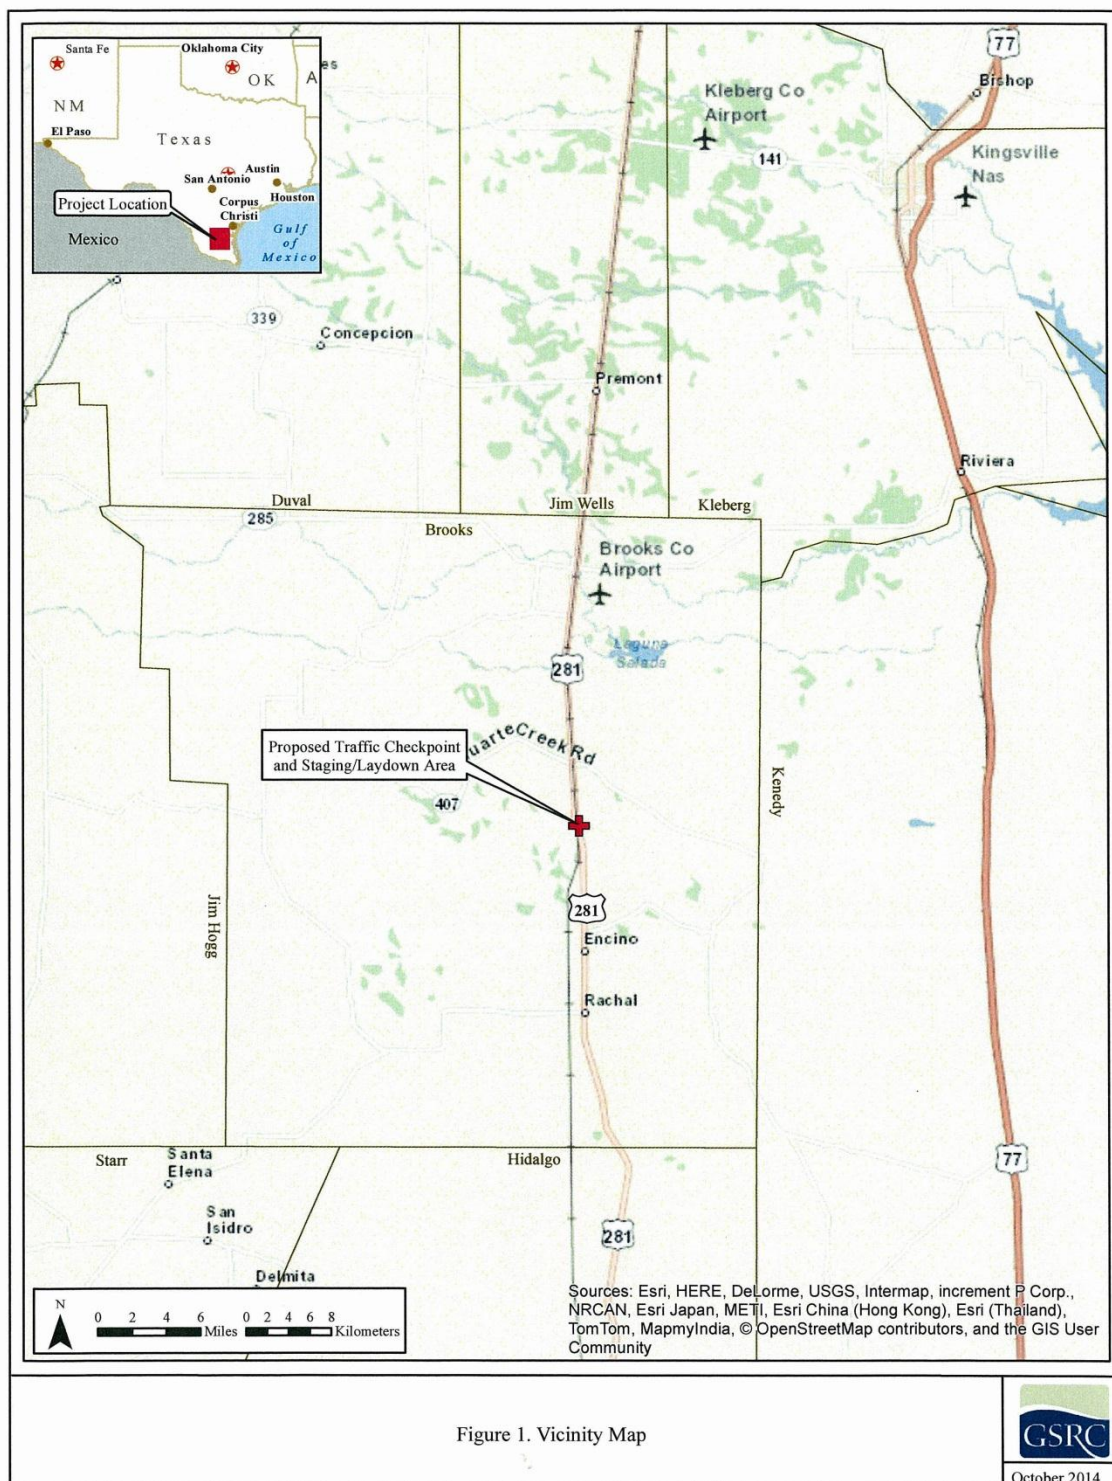 Santa Fe
Oklahoma City
OK
A
NM
El Paso
Texas
Austin
San Antonio
Houston
Project Location
Corpus
Christi
Mexico
Gulf
of
Mexico
es
77
Bishop
Kleberg Co
Airport
141
Kingsville
Nas
339
Concepcion
Premont
Riviera
Duval
Jim Wells
Kleberg
285
Brooks
Brooks Co
Airport
Laguna
Salada
281
uarteCreekRd
Proposed Traffic Checkpoint
and Staging/Laydown Area
407
Kenedy
Jim Hogg
281
Encino
Rachal
Starr
Santa
Elena
Hidalgo
77
San
Isidro
281
Delmita
N
0 2 4 6
Miles
0 2 4 6 8
Kilometers
Sources: Esri, HERE, DeLorme, USGS, Intermap, increment P Corp.,
NRCAN, Esri Japan, METI, Esri China (Hong Kong), Esri (Thailand),
TomTom, MapmyIndia, © OpenStreetMap contributors, and the GIS User
Community
Figure 1. Vicinity Map
GSRC
October 2014